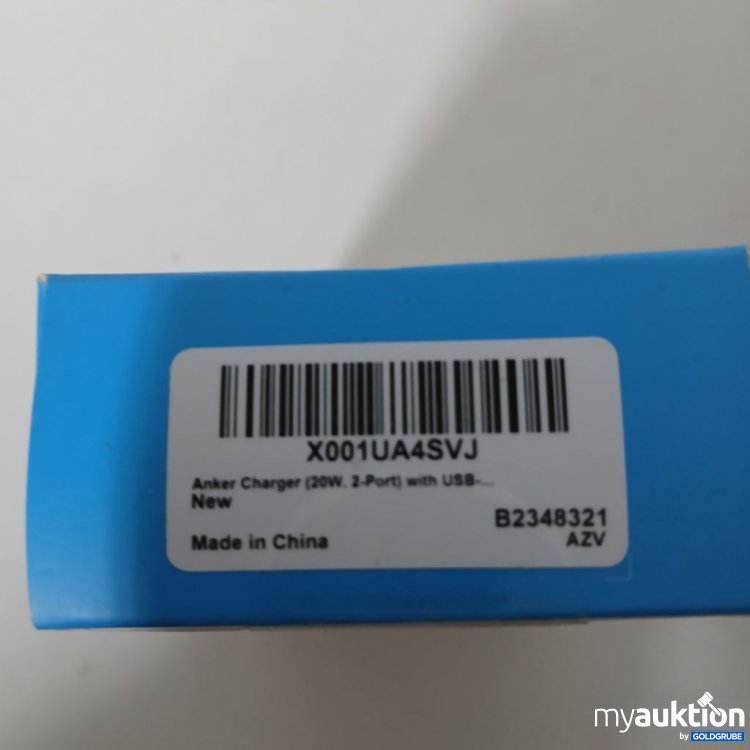 X001UA4SVJ
Anker Charger (20W, 2-Port) with USB-...
New
B2348321
Made in China
AZV
myauktion
by GOLDGRUBE